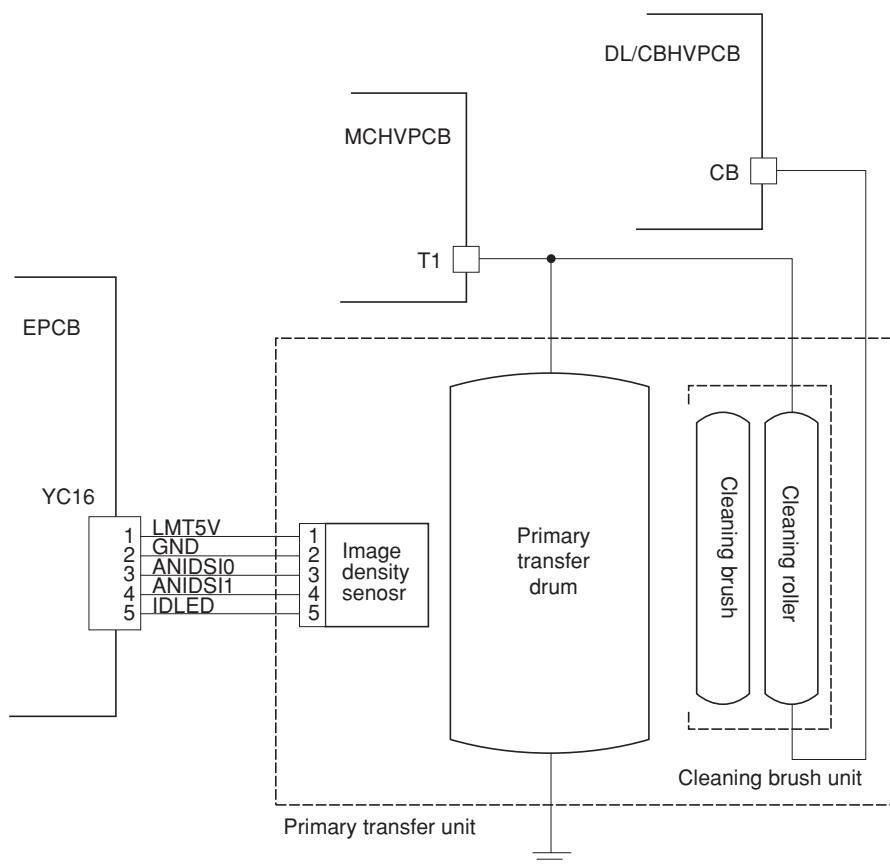 DL/CBHVPCB
MCHVPCB
CB
T1
EPCB
YC16
1 LMT5V 1
2 GND 2
3 ANIDSI0 3
4 ANIDSI1 4
5 IDLED 5
Image
density
senosr
Primary
transfer
drum
Cleaning brush
Cleaning roller
Cleaning brush unit
Primary transfer unit